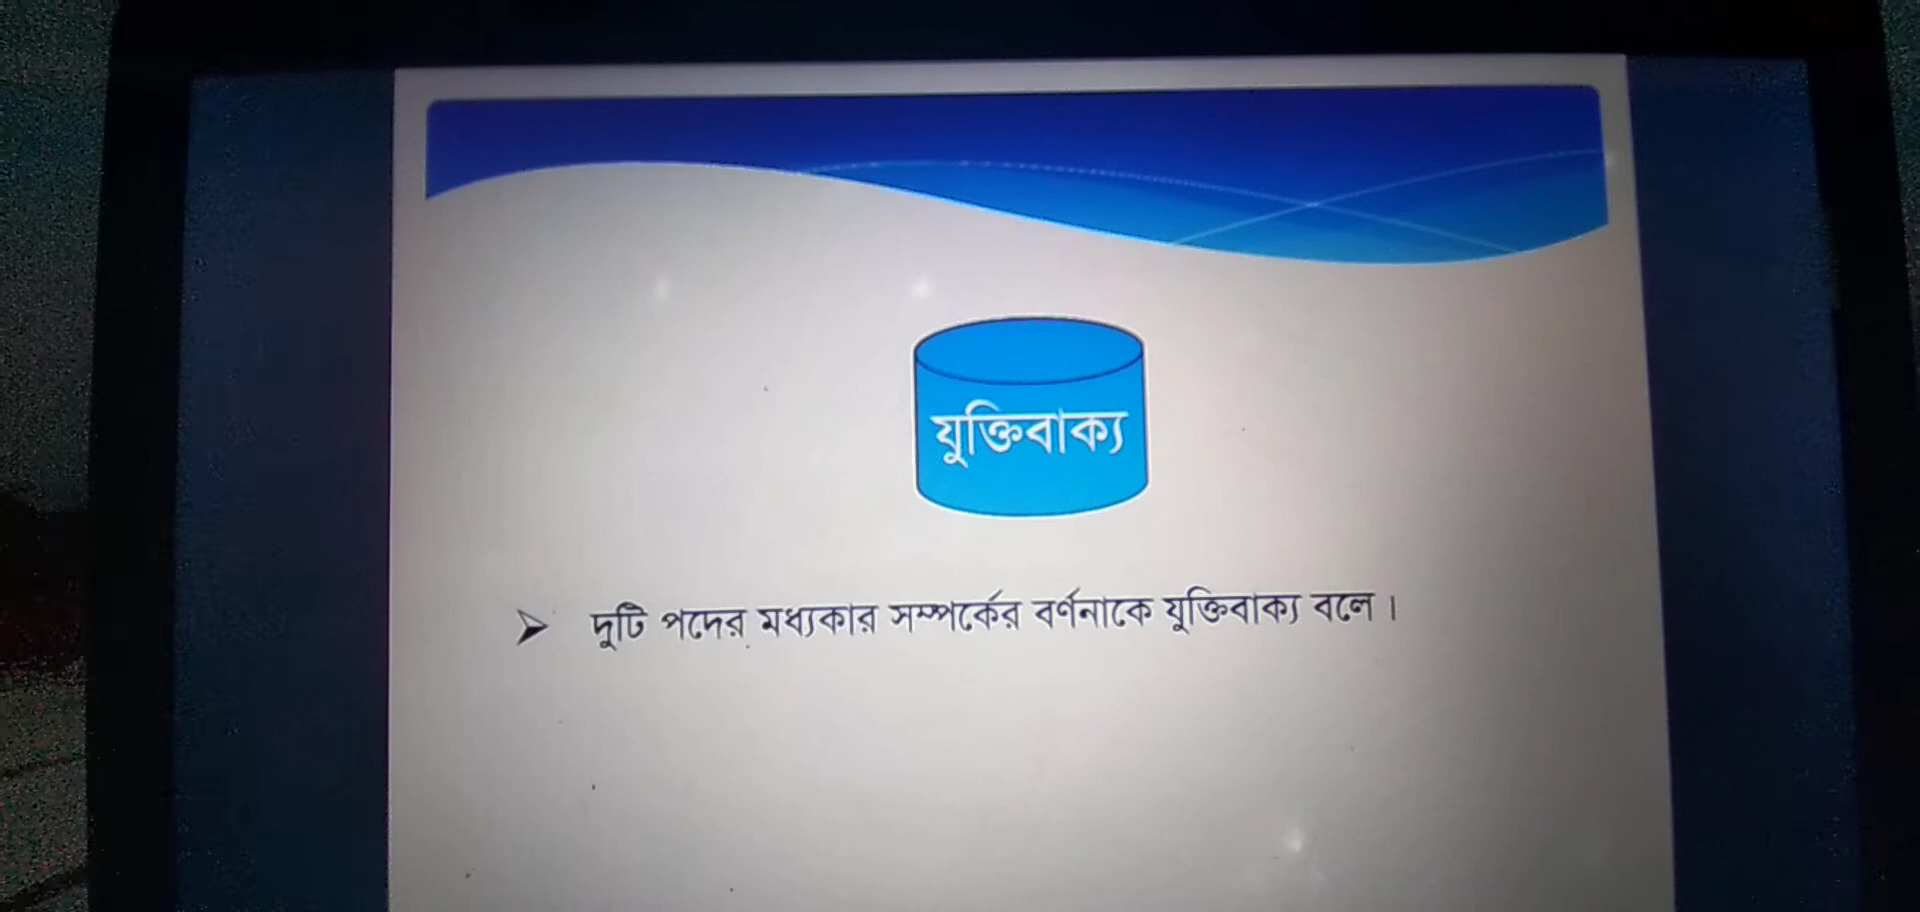 যুক্তিবাক্য
➢ দুটি পদের মধ্যকার সম্পর্কের বর্ণনাকে যুক্তিবাক্য বলে ।